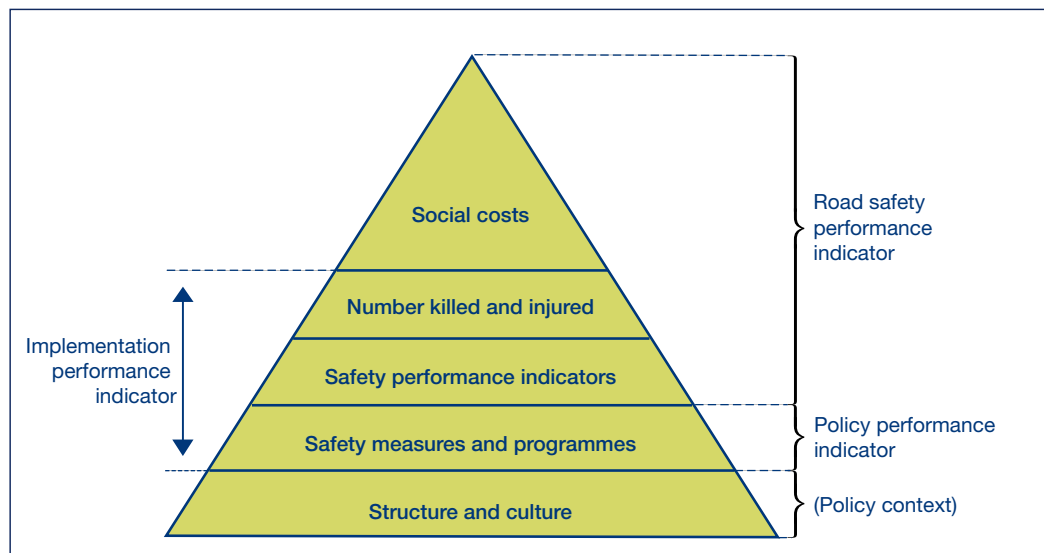 Social costs
Number killed and injured
Safety performance indicators
Safety measures and programmes
Structure and culture
Implementation
performance
indicator
Road safety
performance
indicator
Policy performance
indicator
(Policy context)